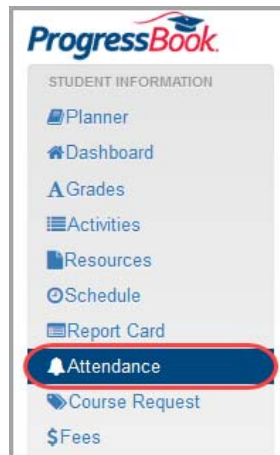 ProgressBook.
STUDENT INFORMATION
Planner
Dashboard
Grades
Activities
Resources
Schedule
Report Card
Attendance
Course Request
Fees